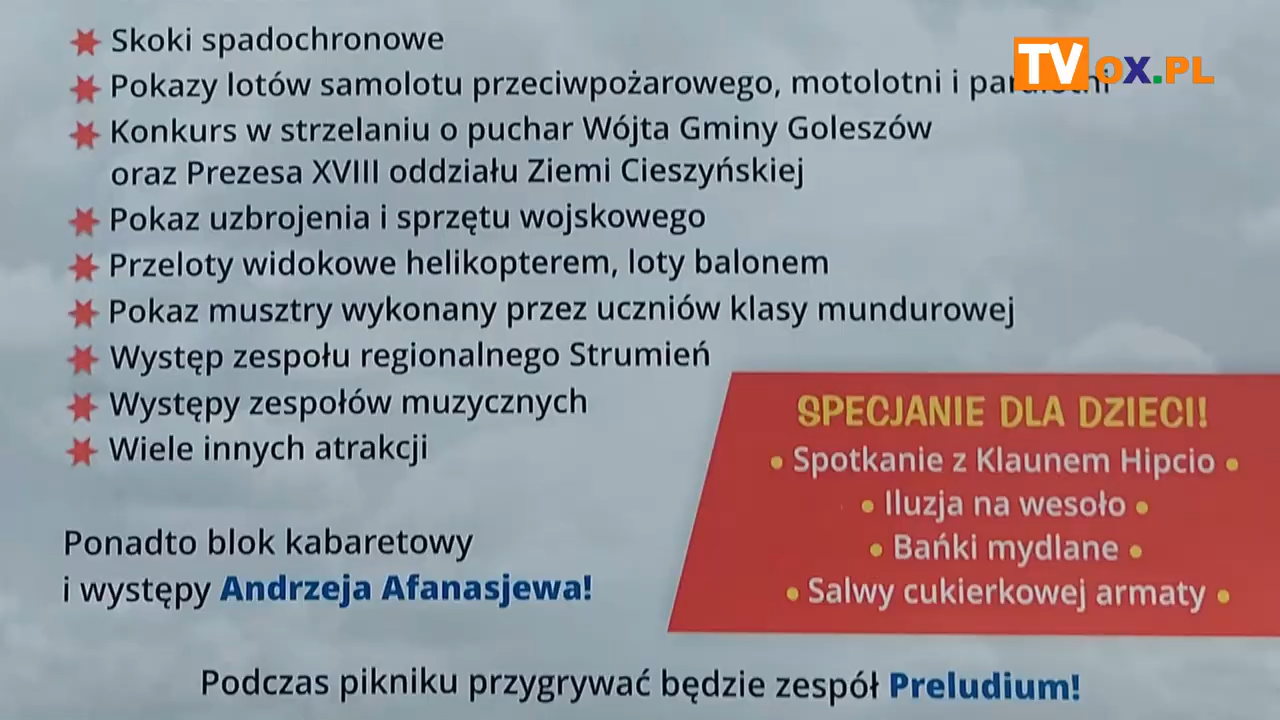 Skoki spadochronowe
Pokazy lotów samolotu przeciwpożarowego, motolotni i paralotni
Konkurs w strzelaniu o puchar Wójta Gminy Goleszów
oraz Prezesa XVIII oddziału Ziemi Cieszyńskiej
Pokaz uzbrojenia i sprzętu wojskowego
Przeloty widokowe helikopterem, loty balonem
Pokaz musztry wykonany przez uczniów klasy mundurowej
Występ zespołu regionalnego Strumień
Występy zespołów muzycznych
Wiele innych atrakcji
Ponadto blok kabaretowy
i występy Andrzeja Afanasjewa!
SPECJANIE DLA DZIECI!
• Spotkanie z Klaunem Hipcio •
• Iluzja na wesoło •
• Bańki mydlane •
• Salwy cukierkowej armaty •
Podczas pikniku przygrywać będzie zespół Preludium!
TVOX.PL